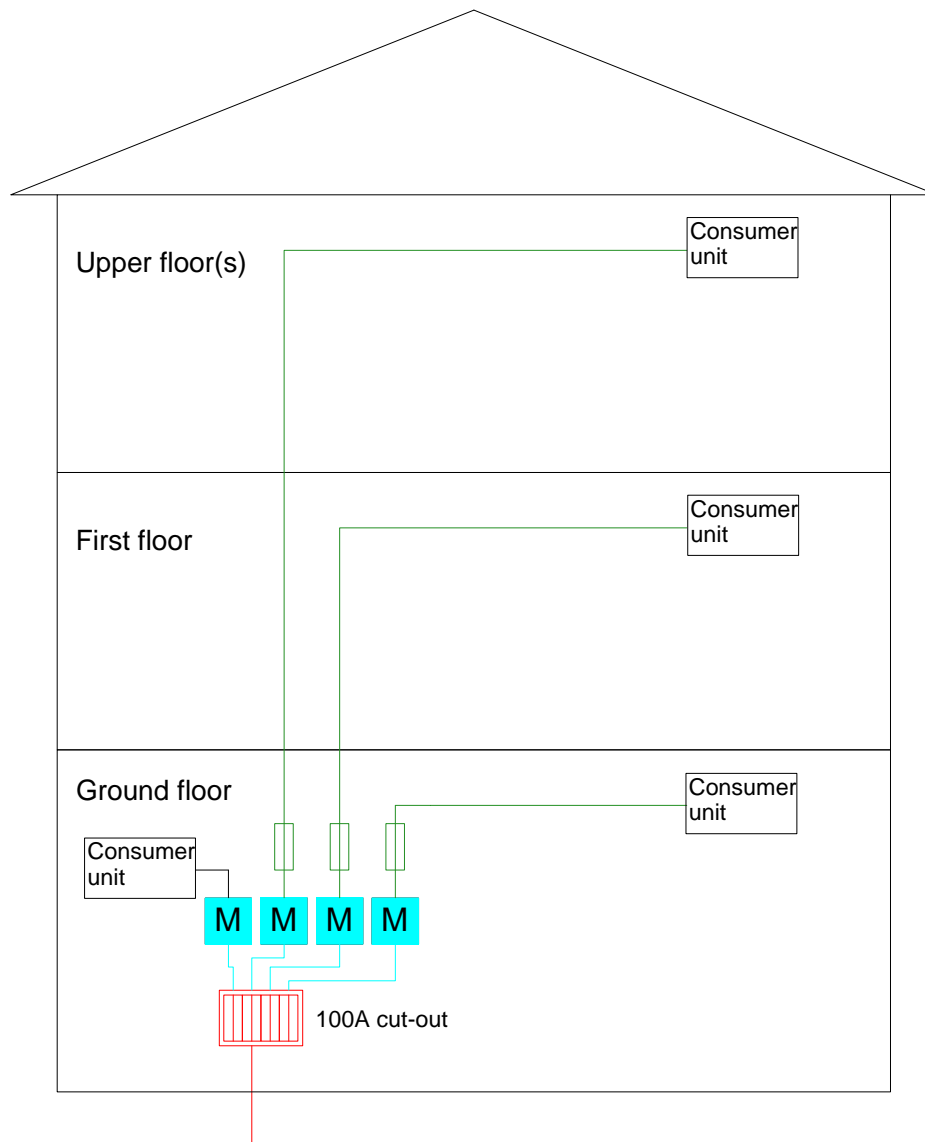 Consumer
unit
Upper floor(s)
Consumer
unit
First floor
Consumer
unit
Ground floor
Consumer
unit
M M M M
100A cut-out